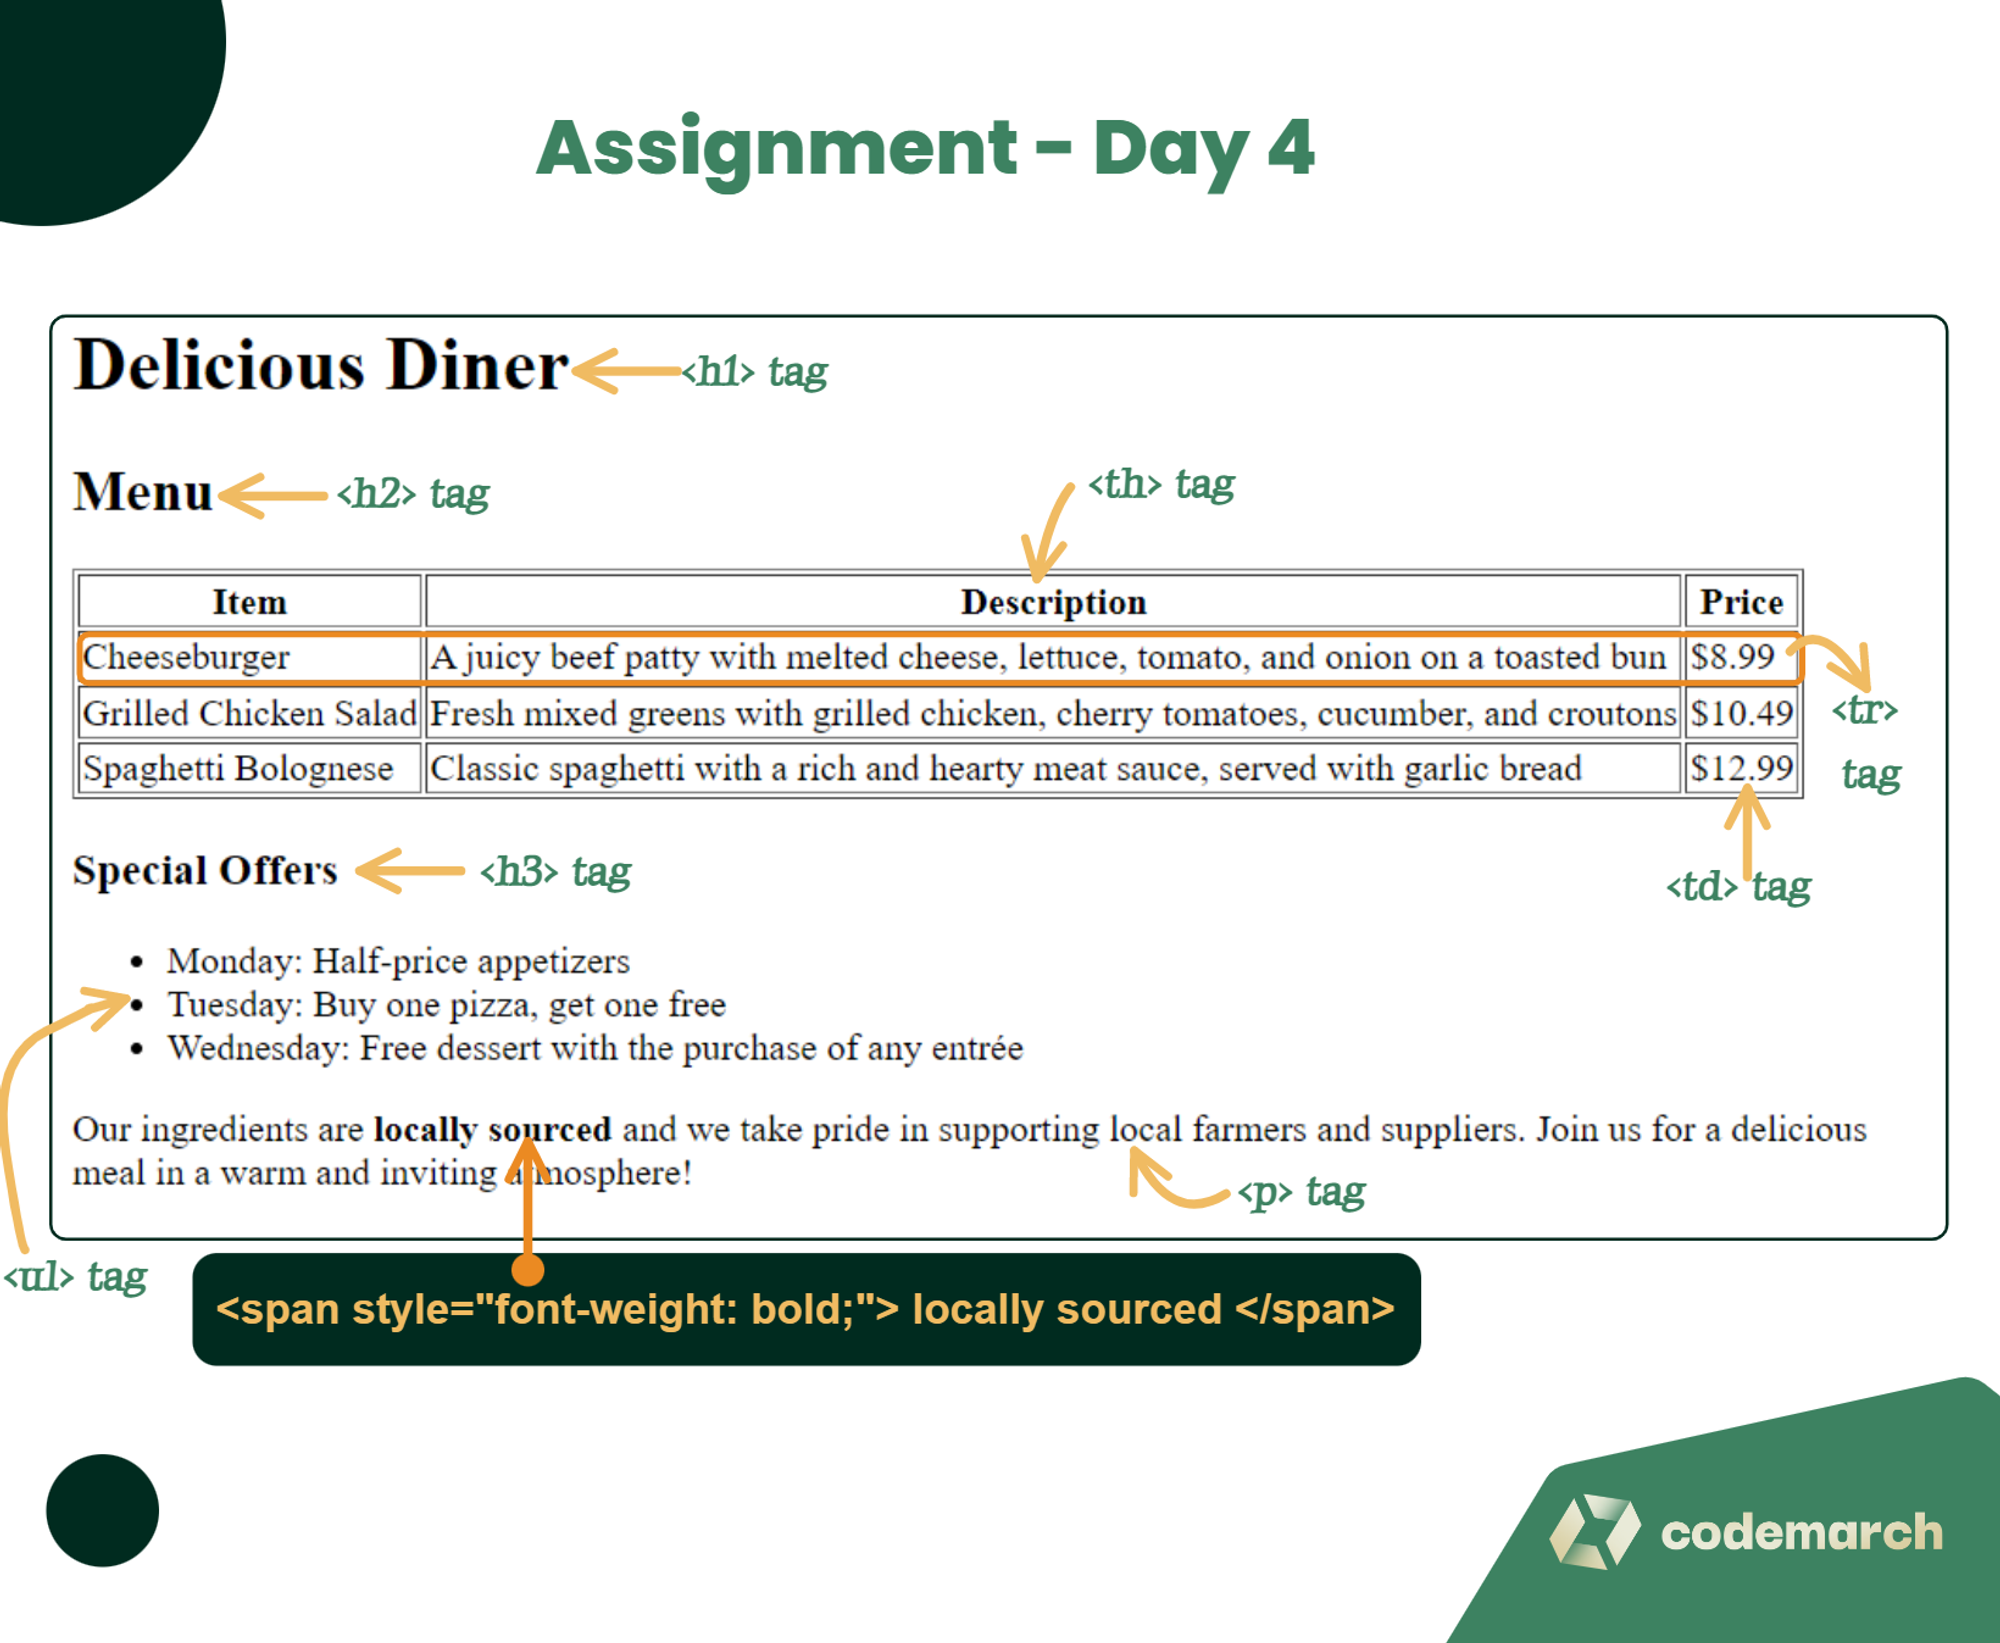 Assignment - Day 4
Delicious Diner
<h1> tag
Menu
<h2> tag
<th> tag
Item Description Price
Cheeseburger A juicy beef patty with melted cheese, lettuce, tomato, and onion on a toasted bun $8.99
Grilled Chicken Salad Fresh mixed greens with grilled chicken, cherry tomatoes, cucumber, and croutons $10.49
<tr>
tag
Spaghetti Bolognese Classic spaghetti with a rich and hearty meat sauce, served with garlic bread $12.99
Special Offers
<h3> tag
<td> tag
• Monday: Half-price appetizers
• Tuesday: Buy one pizza, get one free
• Wednesday: Free dessert with the purchase of any entrée
Our ingredients are locally sourced and we take pride in supporting local farmers and suppliers. Join us for a delicious
meal in a warm and inviting atmosphere!
<p> tag
<ul> tag
<span style="font-weight: bold;"> locally sourced </span>
codemarch